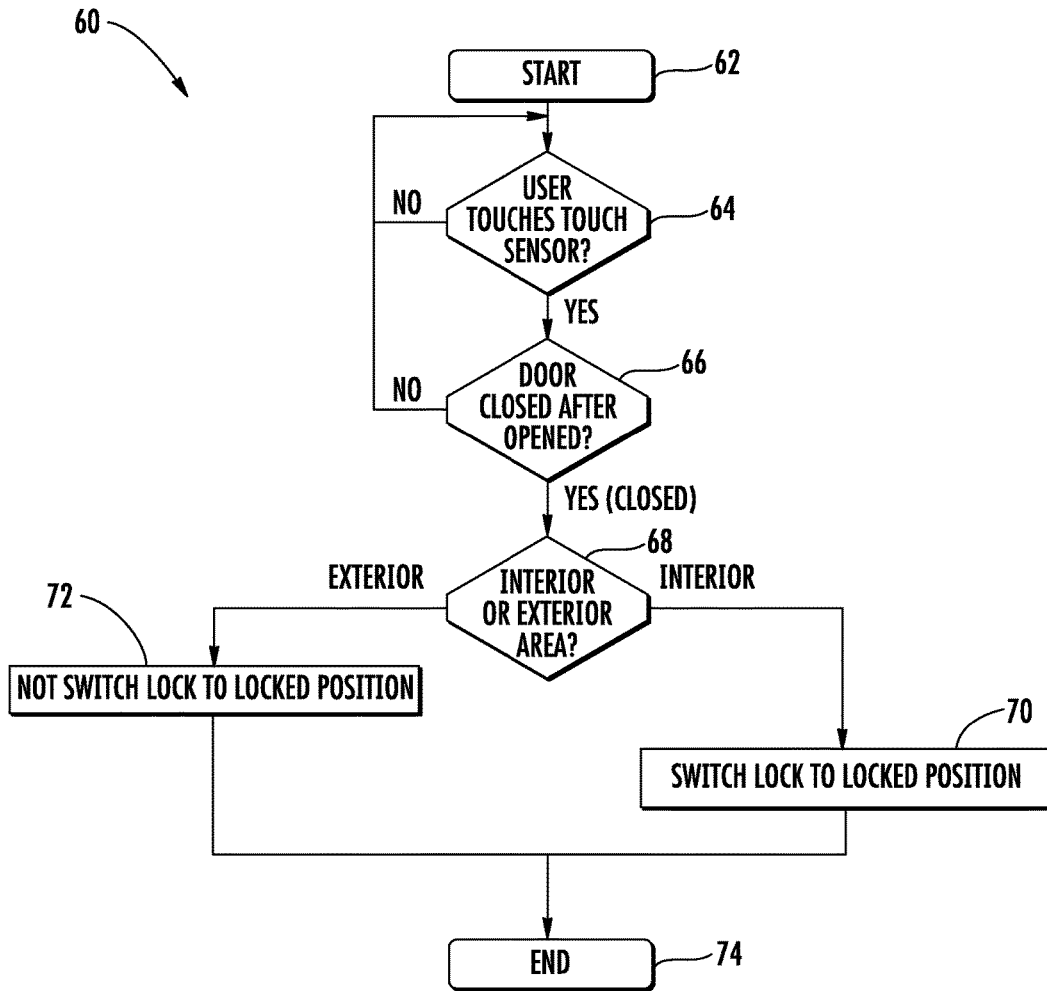 60
START
62
NO
USER
TOUCHES TOUCH
SENSOR?
64
YES
NO
DOOR
CLOSED AFTER
OPENED?
66
YES (CLOSED)
68
EXTERIOR
INTERIOR
OR EXTERIOR
AREA?
INTERIOR
72
NOT SWITCH LOCK TO LOCKED POSITION
70
SWITCH LOCK TO LOCKED POSITION
END
74